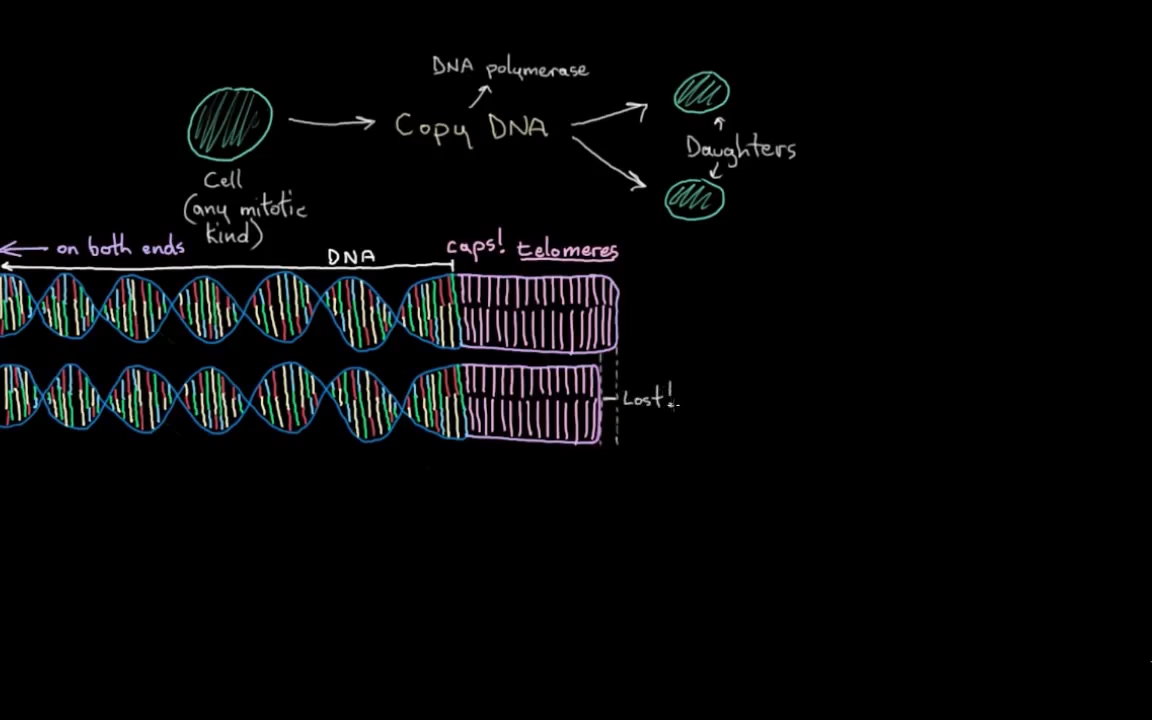 DNA polymerase
Copy DNA
Daughters
Cell
(any mitotic
kind)
on both ends
DNA
caps! telomeres
Lost!